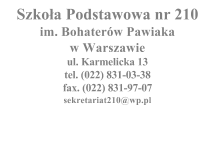 Szkoła Podstawowa nr 210
im. Bohaterów Pawiaka
w Warszawie
ul. Karmelicka 13
tel. (022) 831-03-38
fax. (022) 831-97-07
sekretariat210@wp.pl